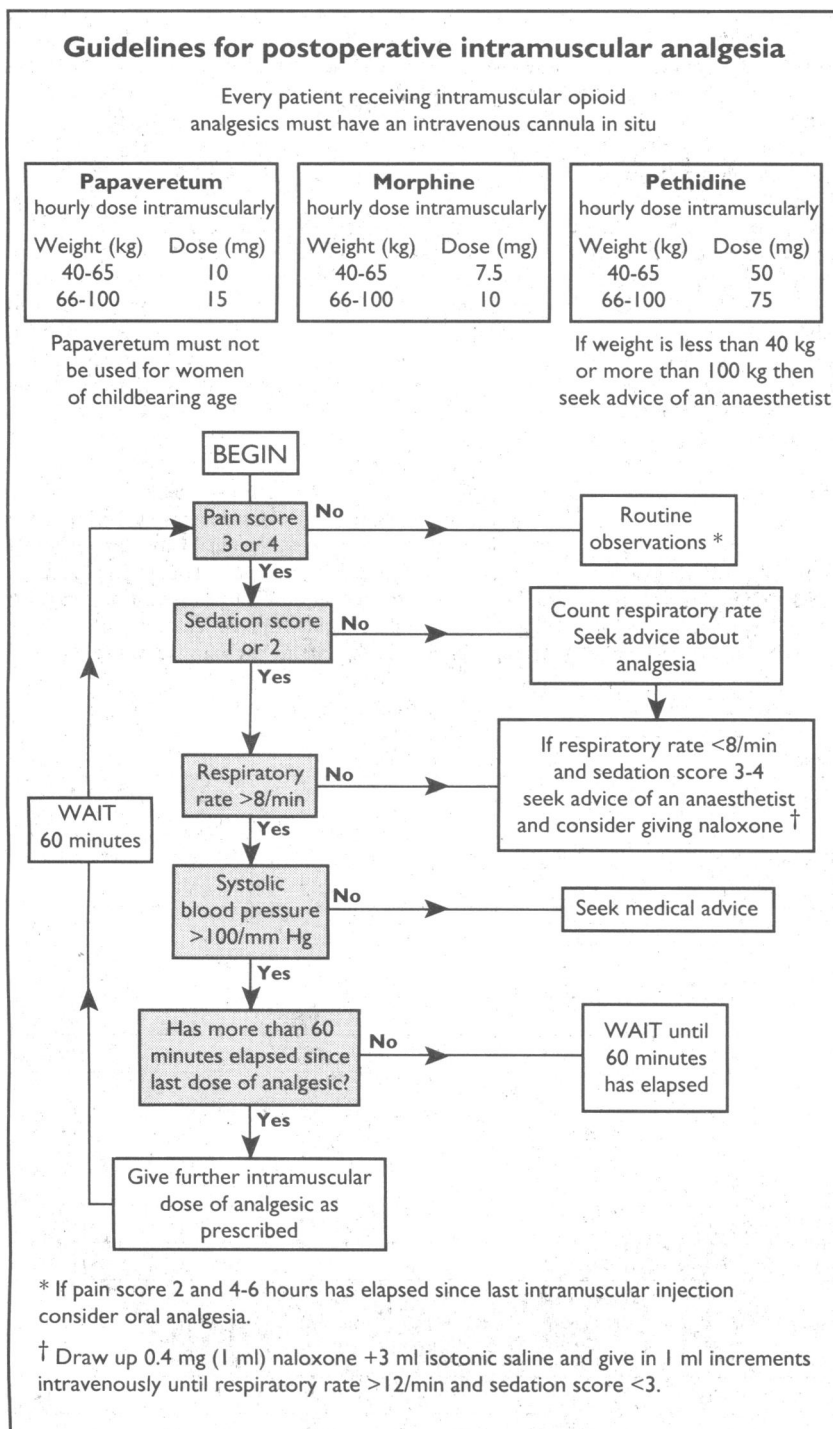 Guidelines for postoperative intramuscular analgesia
Every patient receiving intramuscular opioid
analgesics must have an intravenous cannula in situ
Papaveretum
hourly dose intramuscularly
Weight (kg) Dose (mg)
40-65 10
66-100 15
Morphine
hourly dose intramuscularly
Weight (kg) Dose (mg)
40-65 7.5
66-100 10
Pethidine
hourly dose intramuscularly
Weight (kg) Dose (mg)
40-65 50
66-100 75
Papaveretum must not
be used for women
of childbearing age
If weight is less than 40 kg
or more than 100 kg then
seek advice of an anaesthetist
BEGIN
Pain score
3 or 4
No
Routine
observations *
Yes
Sedation score
1 or 2
No
Count respiratory rate
Seek advice about
analgesia
Yes
Respiratory
rate >8/min
No
If respiratory rate <8/min
and sedation score 3-4
seek advice of an anaesthetist
and consider giving naloxone †
WAIT
60 minutes
Yes
Systolic
blood pressure
>100/mm Hg
No
Seek medical advice
Yes
Has more than 60
minutes elapsed since
last dose of analgesic?
No
WAIT until
60 minutes
has elapsed
Yes
Give further intramuscular
dose of analgesic as
prescribed
* If pain score 2 and 4-6 hours has elapsed since last intramuscular injection
consider oral analgesia.
† Draw up 0.4 mg (1 ml) naloxone +3 ml isotonic saline and give in 1 ml increments
intravenously until respiratory rate >12/min and sedation score <3.